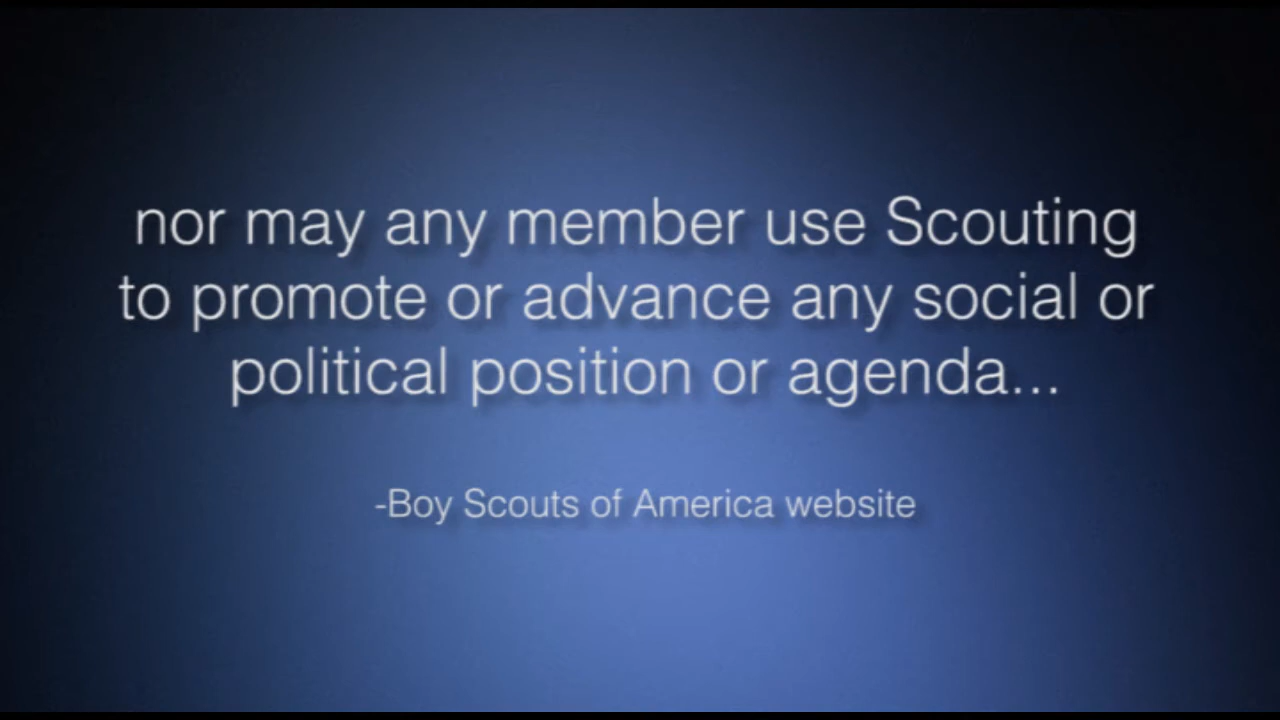 nor may any member use Scouting
to promote or advance any social or
political position or agenda...
-Boy Scouts of America website